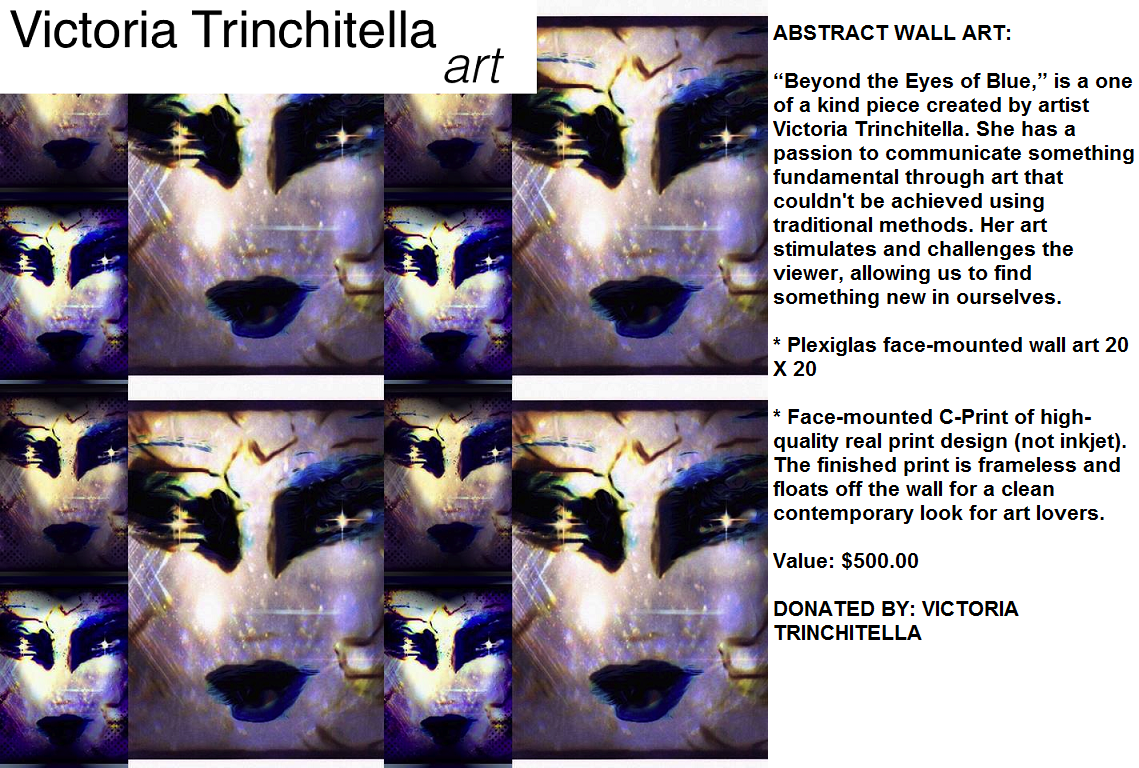 Victoria Trinchitella
art
ABSTRACT WALL ART:
“Beyond the Eyes of Blue,” is a one
of a kind piece created by artist
Victoria Trinchitella. She has a
passion to communicate something
fundamental through art that
couldn't be achieved using
traditional methods. Her art
stimulates and challenges the
viewer, allowing us to find
something new in ourselves.
* Plexiglas face-mounted wall art 20
X 20
* Face-mounted C-Print of high-
quality real print design (not inkjet).
The finished print is frameless and
floats off the wall for a clean
contemporary look for art lovers.
Value: $500.00
DONATED BY: VICTORIA
TRINCHITELLA